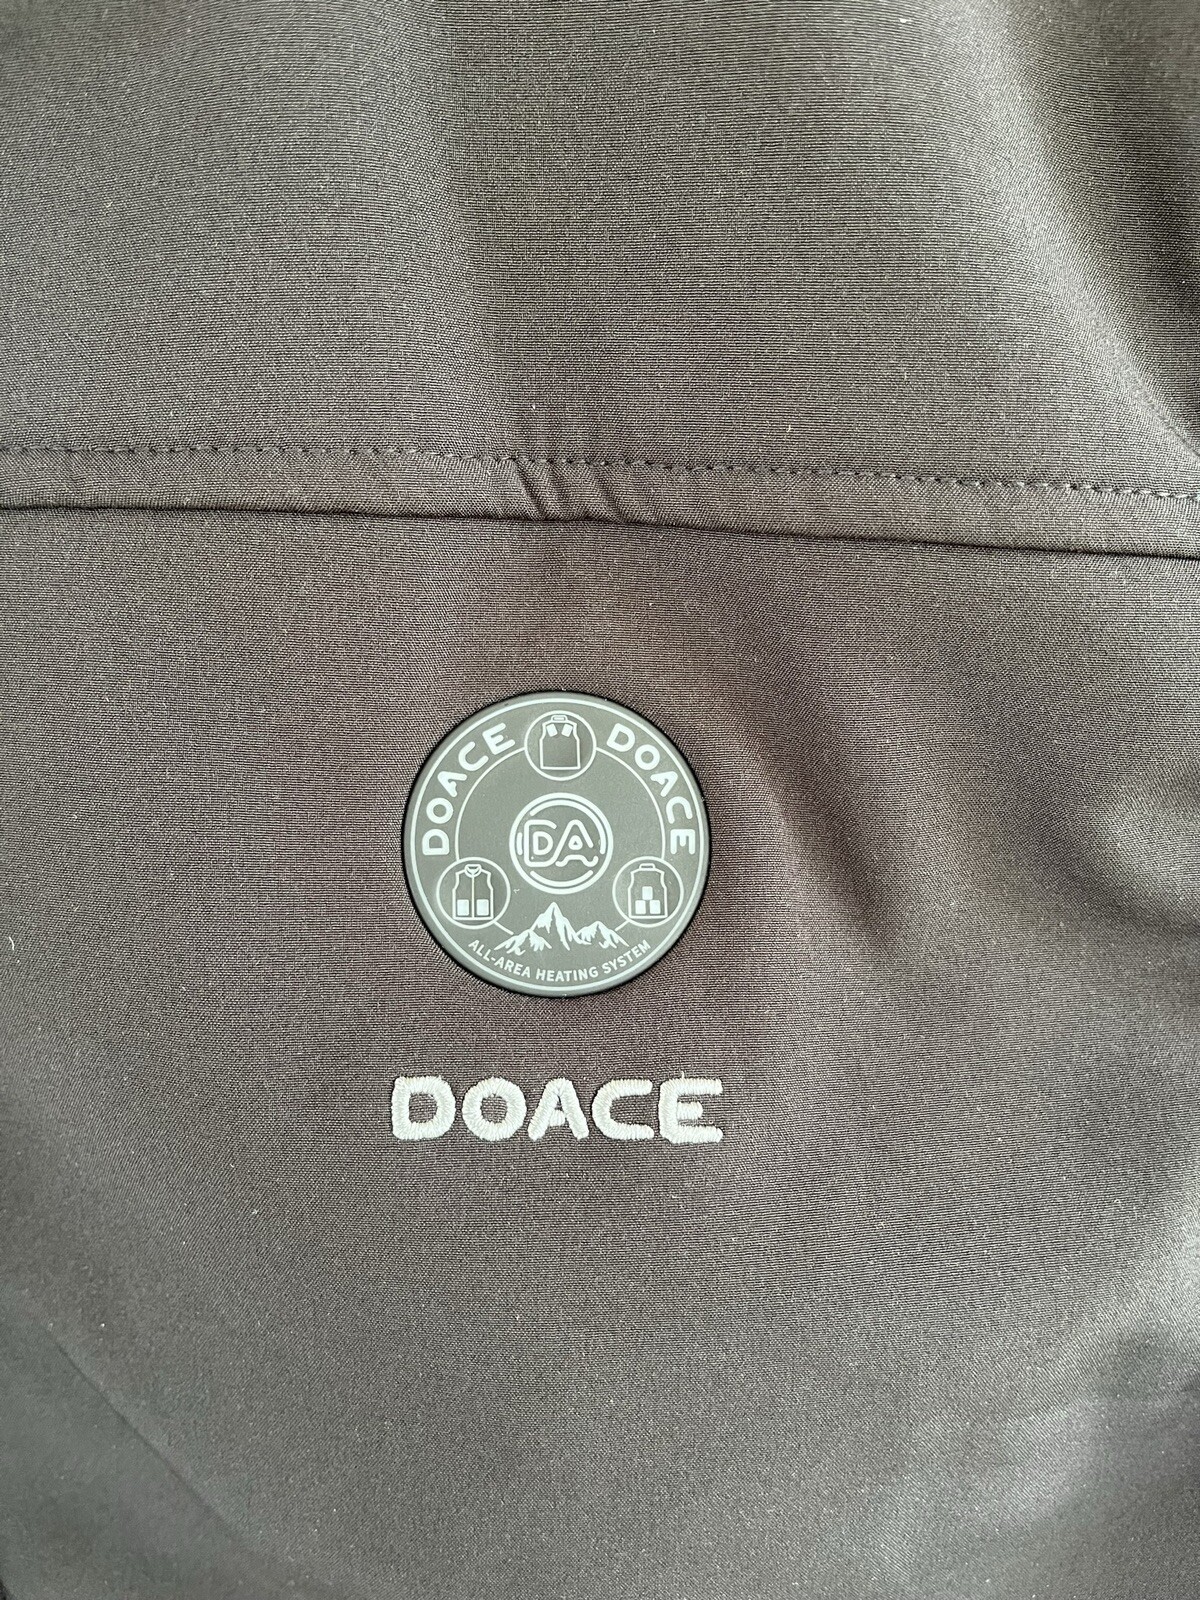 DOACE DOACE
DA
ALL-AREA HEATING SYSTEM
DOACE